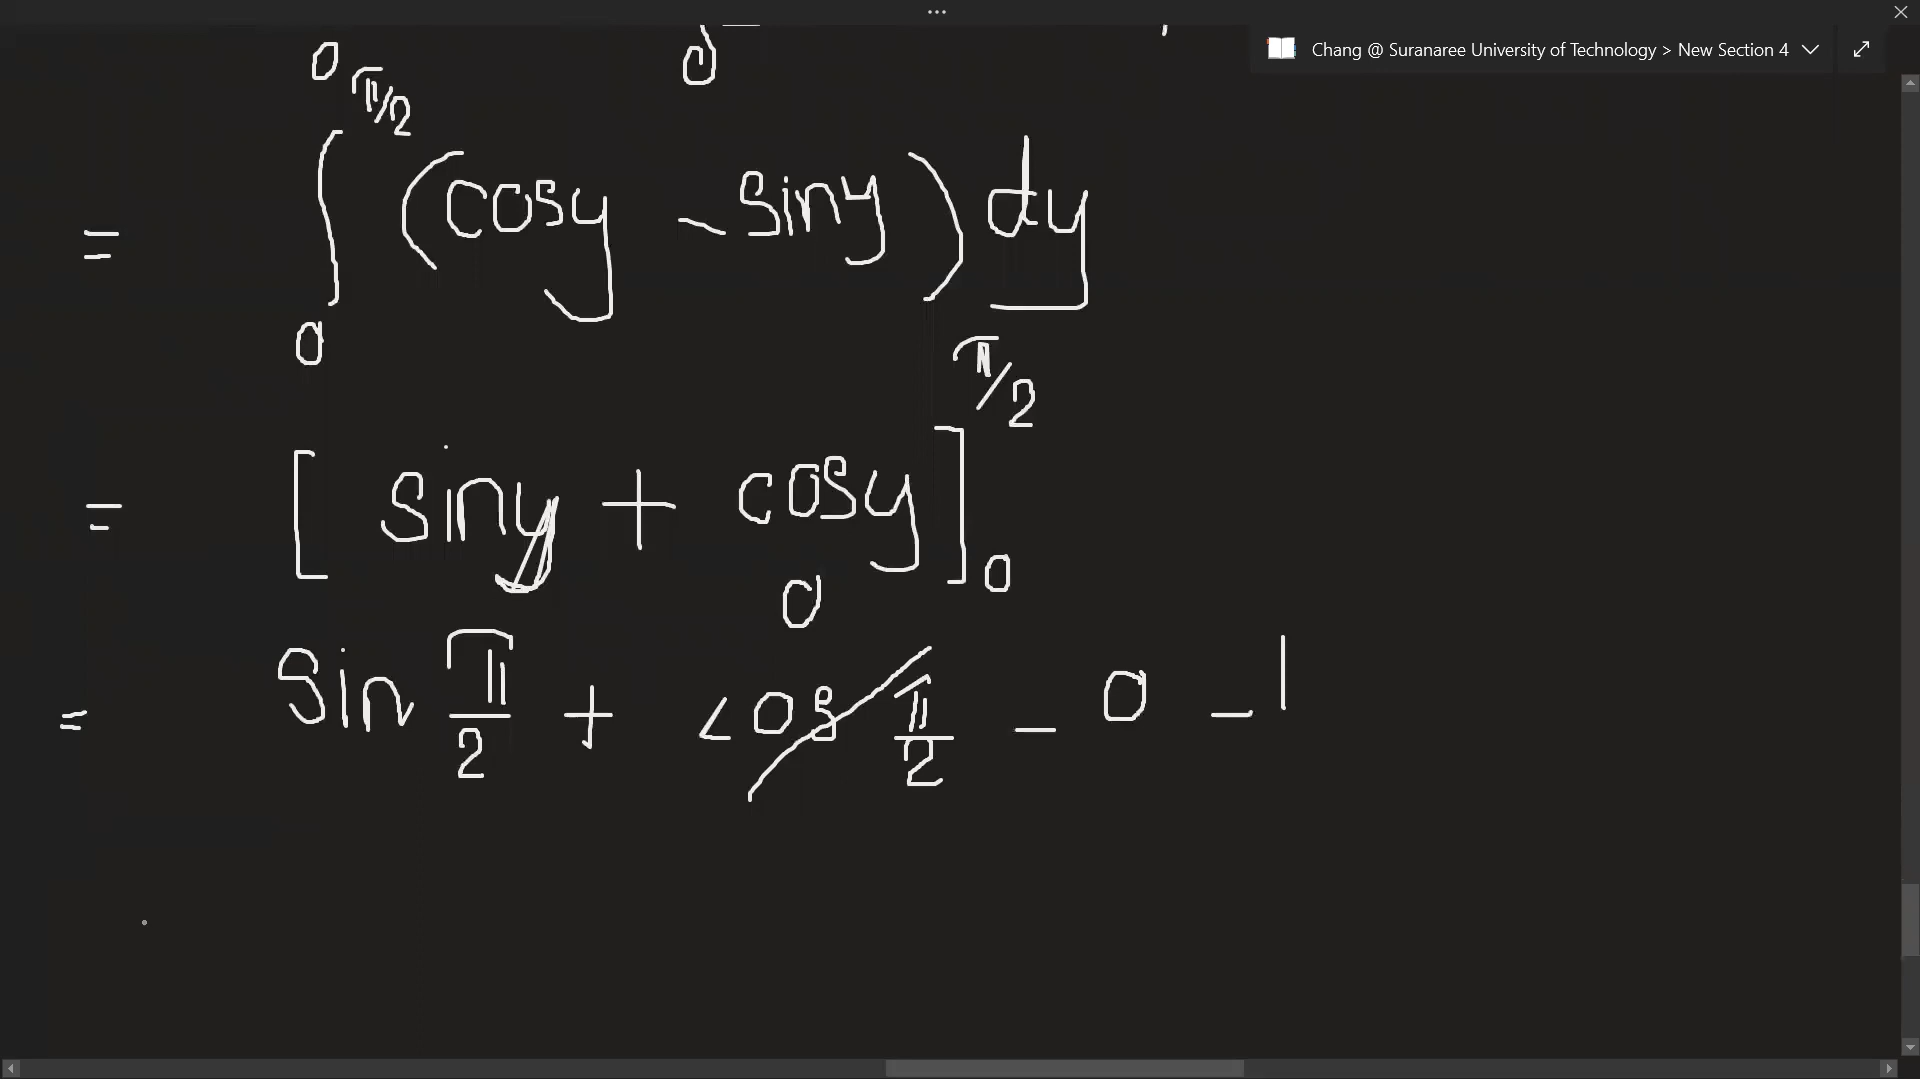 Chang @ Suranaree University of Technology > New Section 4
0
π/2
= ∫ (cosy - siny) dy
0
π/2
= [ siny + cosy ]
0
0
= sin π/2 + cos π/2 - 0 - 1